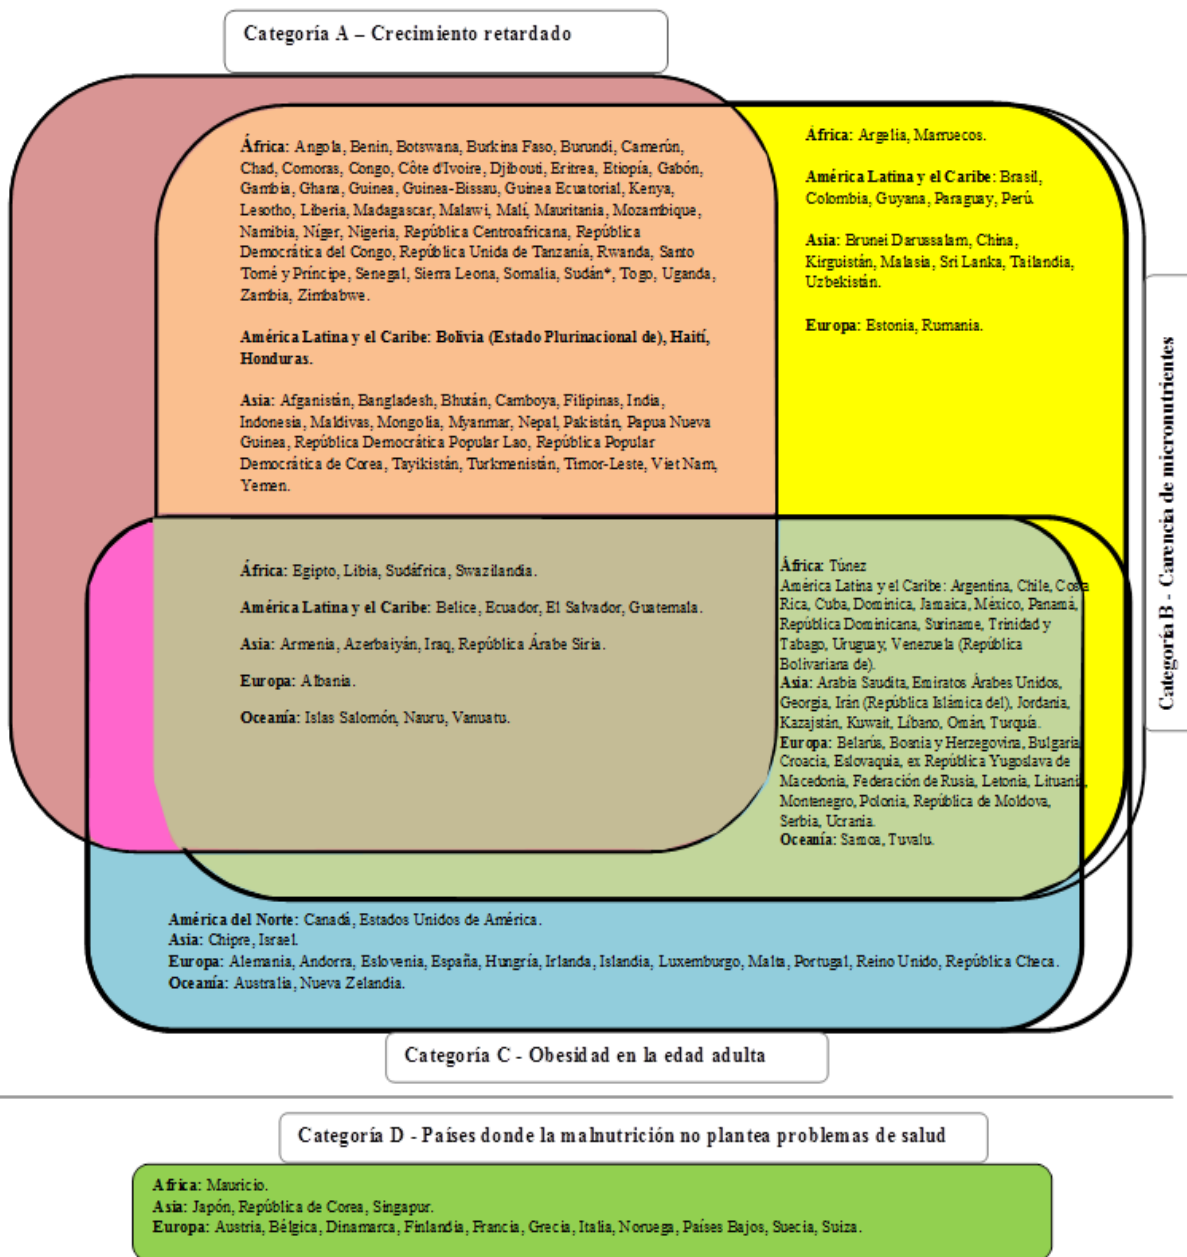 Categoría A – Crecimiento retardado
África: Angola, Benin, Botswana, Burkina Faso, Burundi, Camerún,
Chad, Comoras, Congo, Côte d'Ivoire, Djibouti, Eritrea, Etiopía, Gabón,
Gambia, Ghana, Guinea, Guinea-Bissau, Guinea Ecuatorial, Kenya,
Lesotho, Liberia, Madagascar, Malawi, Malí, Mauritania, Mozambique,
Namibia, Níger, Nigeria, República Centroafricana, República
Democrática del Congo, República Unida de Tanzanía, Rwanda, Santo
Tomé y Príncipe, Senegal, Sierra Leona, Somalia, Sudán*, Togo, Uganda,
Zambia, Zimbabwe.
América Latina y el Caribe: Bolivia (Estado Plurinacional de), Haití,
Honduras.
Asia: Afganistán, Bangladesh, Bhután, Camboya, Filipinas, India,
Indonesia, Maldivas, Mongolia, Myanmar, Nepal, Pakistán, Papua Nueva
Guinea, República Democrática Popular Lao, República Popular
Democrática de Corea, Tayikistán, Turkmenistán, Timor-Leste, Viet Nam,
Yemen.
África: Argelia, Marruecos.
América Latina y el Caribe: Brasil,
Colombia, Guyana, Paraguay, Perú.
Asia: Brunei Darussalam, China,
Kirguistán, Malasia, Sri Lanka, Tailandia,
Uzbekistán.
Europa: Estonia, Rumania.
Categoría B - Carencia de micronutrientes
África: Egipto, Libia, Sudáfrica, Swazilandia.
América Latina y el Caribe: Belice, Ecuador, El Salvador, Guatemala.
Asia: Armenia, Azerbaiyán, Iraq, República Árabe Siria.
Europa: Albania.
Oceanía: Islas Salomón, Nauru, Vanuatu.
África: Túnez
América Latina y el Caribe: Argentina, Chile, Costa
Rica, Cuba, Dominica, Jamaica, México, Panamá,
República Dominicana, Suriname, Trinidad y
Tabago, Uruguay, Venezuela (República
Bolivariana de).
Asia: Arabia Saudita, Emiratos Árabes Unidos,
Georgia, Irán (República Islámica del), Jordania,
Kazajstán, Kuwait, Líbano, Omán, Turquía.
Europa: Belarús, Bosnia y Herzegovina, Bulgaria,
Croacia, Eslovaquia, ex República Yugoslava de
Macedonia, Federación de Rusia, Letonia, Lituania,
Montenegro, Polonia, República de Moldova,
Serbia, Ucrania.
Oceanía: Samoa, Tuvalu.
América del Norte: Canadá, Estados Unidos de América.
Asia: Chipre, Israel.
Europa: Alemania, Andorra, Eslovenia, España, Hungría, Irlanda, Islandia, Luxemburgo, Malta, Portugal, Reino Unido, República Checa.
Oceanía: Australia, Nueva Zelandia.
Categoría C - Obesidad en la edad adulta
Categoría D - Países donde la malnutrición no plantea problemas de salud
Africa: Mauricio.
Asia: Japón, República de Corea, Singapur.
Europa: Austria, Bélgica, Dinamarca, Finlandia, Francia, Grecia, Italia, Noruega, Países Bajos, Suecia, Suiza.